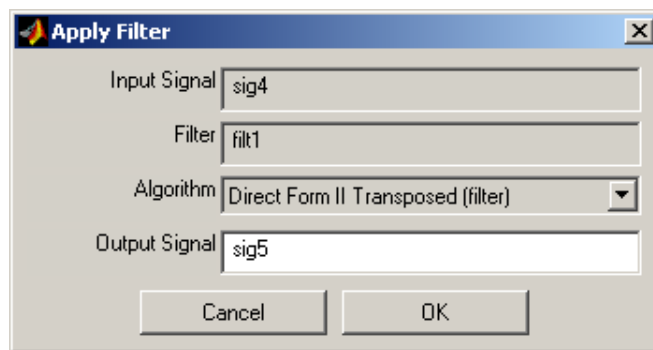 Apply Filter
Input Signal sig4
Filter filt1
Algorithm Direct Form II Transposed (filter)
Output Signal sig5
Cancel OK